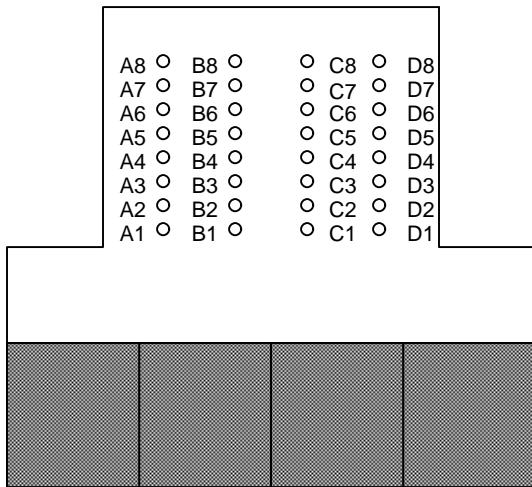 A8 B8 C8 D8
A7 B7 C7 D7
A6 B6 C6 D6
A5 B5 C5 D5
A4 B4 C4 D4
A3 B3 C3 D3
A2 B2 C2 D2
A1 B1 C1 D1